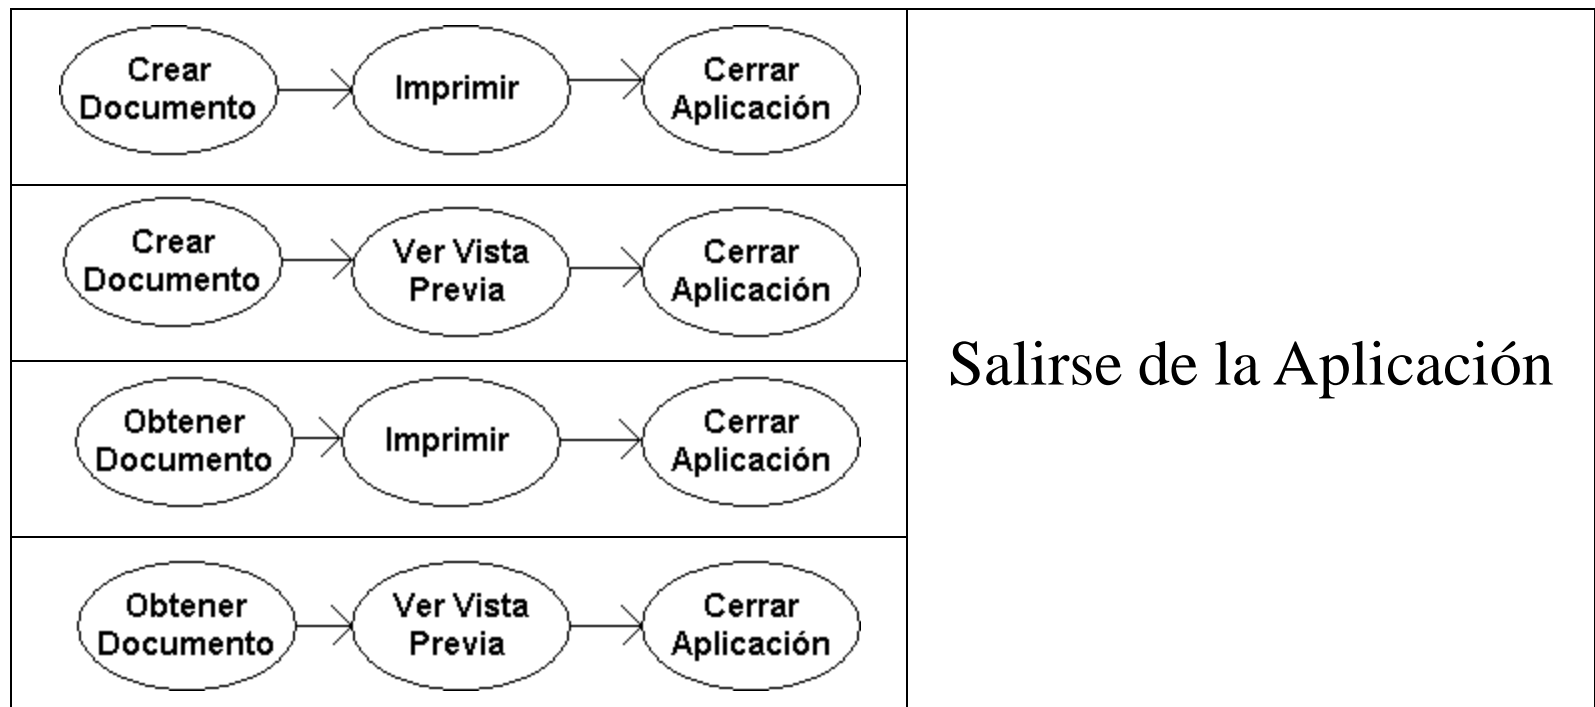 Crear
Documento
Imprimir
Cerrar
Aplicación
Crear
Documento
Ver Vista
Previa
Cerrar
Aplicación
Obtener
Documento
Imprimir
Cerrar
Aplicación
Obtener
Documento
Ver Vista
Previa
Cerrar
Aplicación
Salirse de la Aplicación